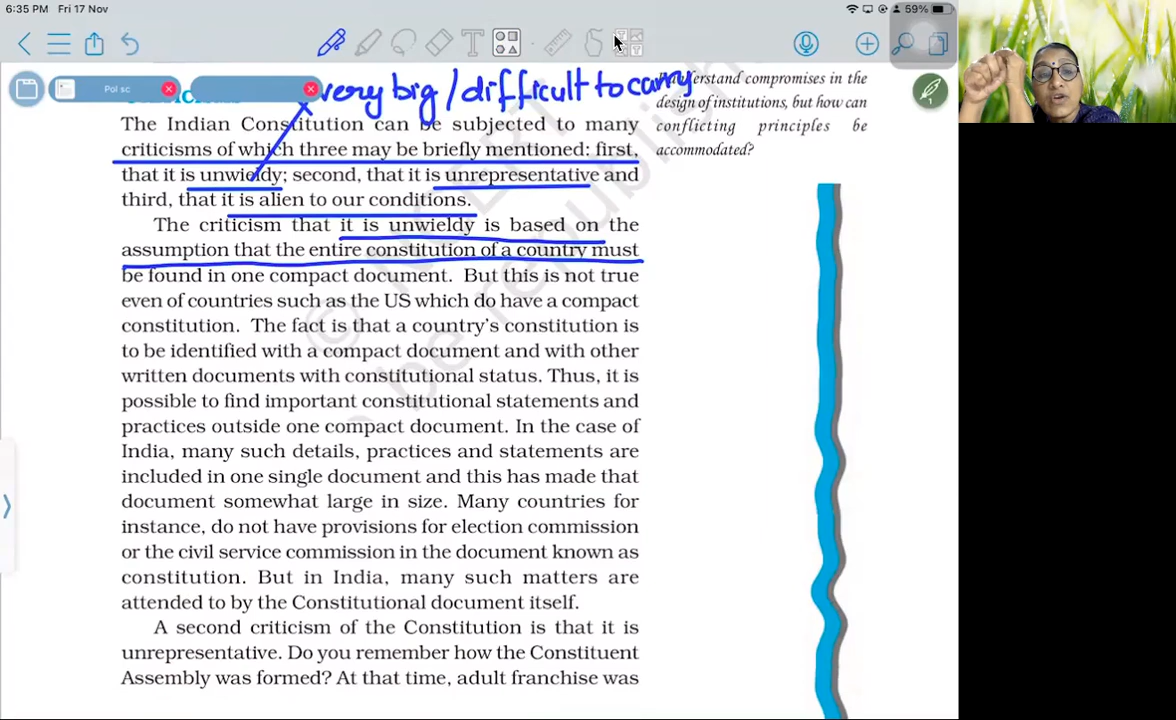 6:35 PM Fri 17 Nov
59%
Pol sc
very big / difficult to carry
The Indian Constitution can be subjected to many
criticisms of which three may be briefly mentioned: first,
that it is unwieldy; second, that it is unrepresentative and
third, that it is alien to our conditions.
The criticism that it is unwieldy is based on the
assumption that the entire constitution of a country must
be found in one compact document. But this is not true
even of countries such as the US which do have a compact
constitution. The fact is that a country's constitution is
to be identified with a compact document and with other
written documents with constitutional status. Thus, it is
possible to find important constitutional statements and
practices outside one compact document. In the case of
India, many such details, practices and statements are
included in one single document and this has made that
document somewhat large in size. Many countries for
instance, do not have provisions for election commission
or the civil service commission in the document known as
constitution. But in India, many such matters are
attended to by the Constitutional document itself.
A second criticism of the Constitution is that it is
unrepresentative. Do you remember how the Constituent
Assembly was formed? At that time, adult franchise was
compromises in the
design of institutions, but how can
conflicting principles be
accommodated?
1
© NCERT
be republish